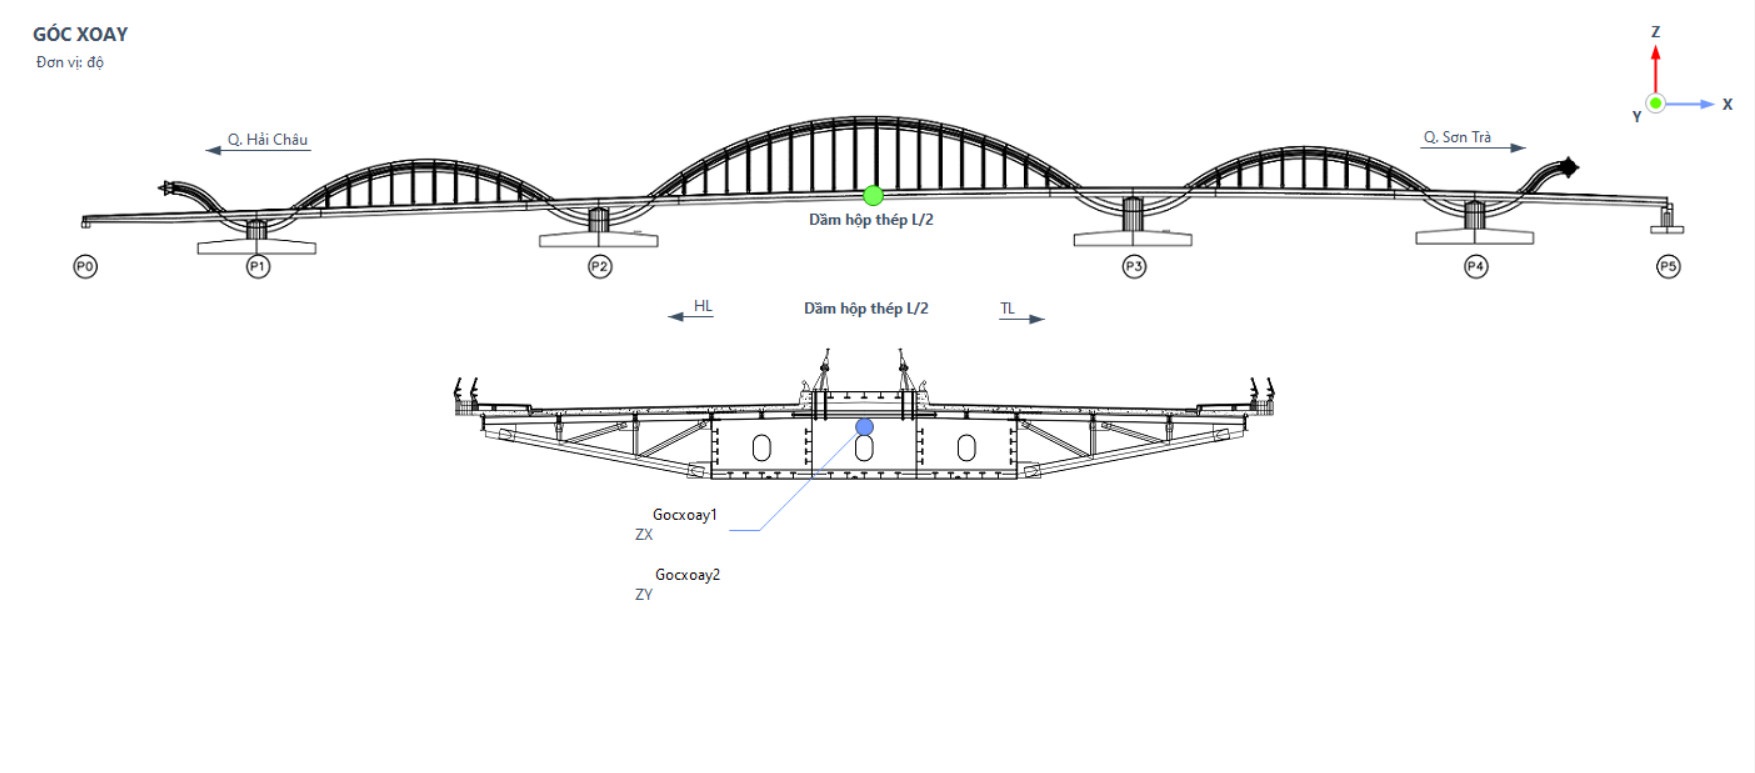 GÓC XOAY
Đơn vị: độ
Z
X
Y
Q. Hải Châu
Q. Sơn Trà
Dầm hộp thép L/2
P0
P1
P2
P3
P4
P5
HL
Dầm hộp thép L/2
TL
Gocxoay1
ZX
Gocxoay2
ZY